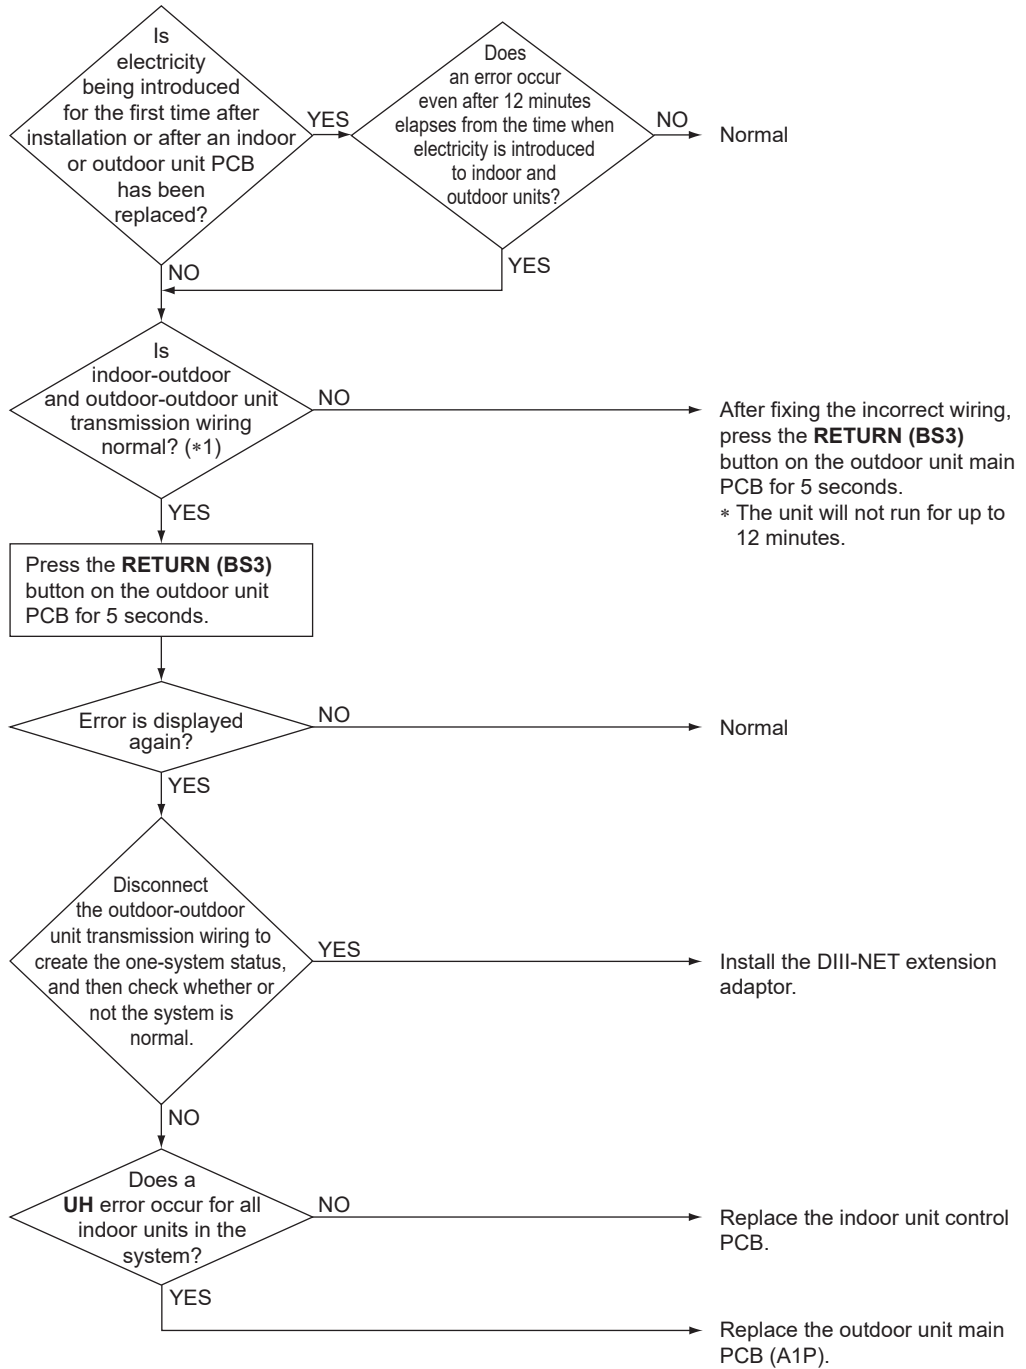 Is
electricity
being introduced
for the first time after
installation or after an indoor
or outdoor unit PCB
has been
replaced?
YES
Does
an error occur
even after 12 minutes
elapses from the time when
electricity is introduced
to indoor and
outdoor units?
NO
Normal
YES
NO
Is
indoor-outdoor
and outdoor-outdoor unit
transmission wiring
normal? (*1)
NO
After fixing the incorrect wiring,
press the RETURN (BS3)
button on the outdoor unit main
PCB for 5 seconds.
* The unit will not run for up to
12 minutes.
YES
Press the RETURN (BS3)
button on the outdoor unit
PCB for 5 seconds.
Error is displayed
again?
NO
Normal
YES
Disconnect
the outdoor-outdoor
unit transmission wiring to
create the one-system status,
and then check whether or
not the system is
normal.
YES
Install the DIII-NET extension
adaptor.
NO
Does a
UH error occur for all
indoor units in the
system?
NO
Replace the indoor unit control
PCB.
YES
Replace the outdoor unit main
PCB (A1P).